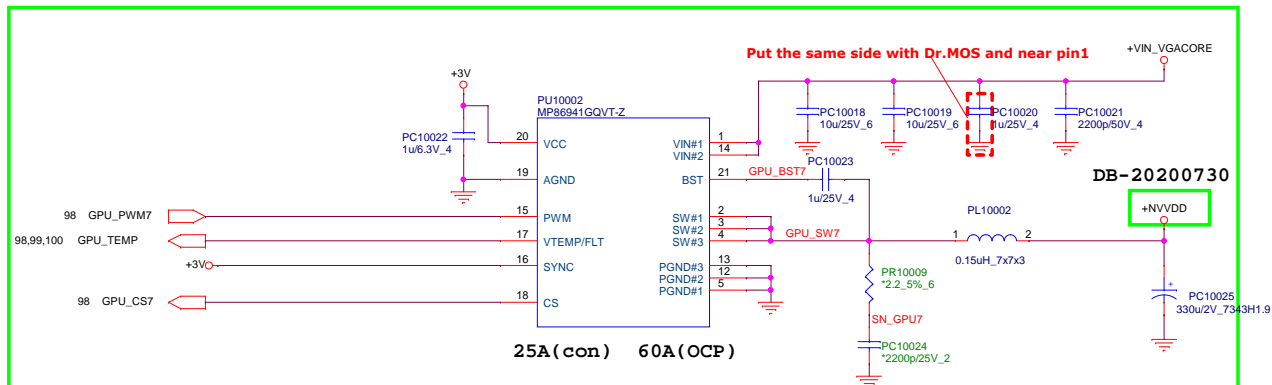 Put the same side with Dr.MOS and near pin1
+VIN_VGACORE
+3V
PU10002
MP86941GQVT-Z
PC10022
1u/6.3V_4
20 VCC
19 AGND
98 GPU_PWM7 15 PWM
98,99,100 GPU_TEMP 17 VTEMP/FLT
+3V 16 SYNC
98 GPU_CS7 18 CS
VIN#1 1
VIN#2 14
BST 21 GPU_BST7
SW#1 2
SW#2 3
SW#3 4 GPU_SW7
PGND#3 13
PGND#2 12
PGND#1 5
PC10018
10u/25V_6
PC10019
10u/25V_6
PC10020
1u/25V_4
PC10021
2200p/50V_4
PC10023
1u/25V_4
DB-20200730
+NVVDD
PL10002
1 2
0.15uH_7x7x3
PR10009
*2.2_5%_6
SN_GPU7
PC10024
*2200p/25V_2
+
PC10025
330u/2V_7343H1.9
25A(con) 60A(OCP)